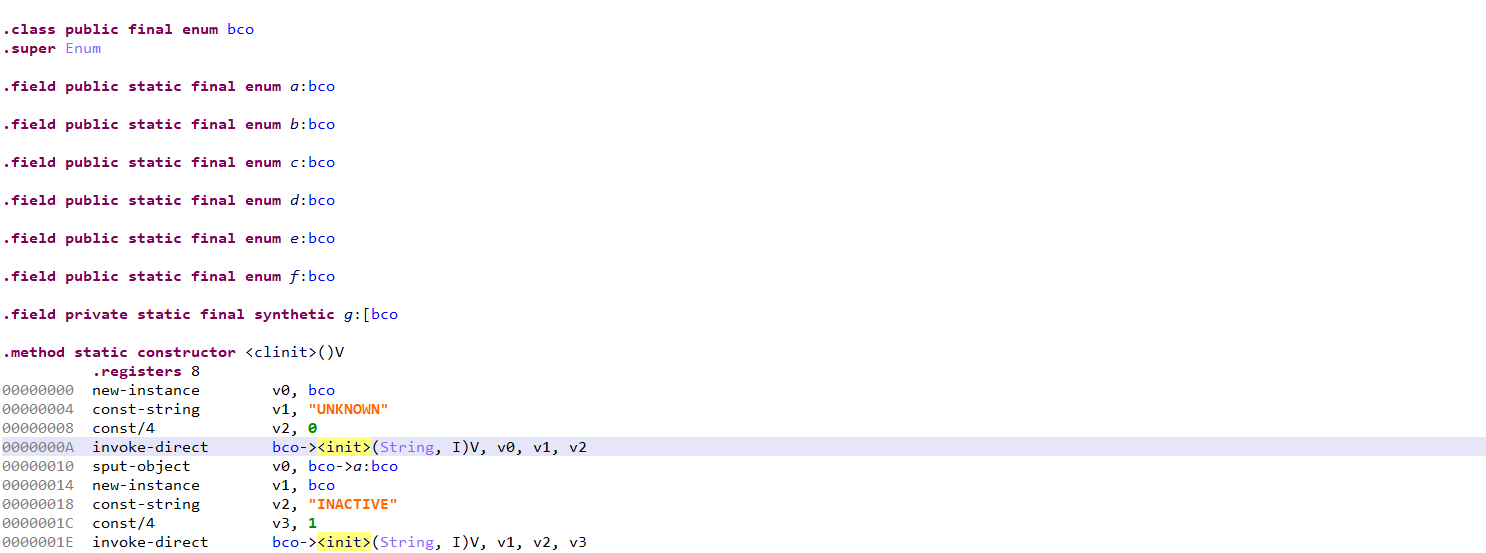 .class public final enum bco
.super Enum
.field public static final enum a:bco
.field public static final enum b:bco
.field public static final enum c:bco
.field public static final enum d:bco
.field public static final enum e:bco
.field public static final enum f:bco
.field private static final synthetic g:[bco
.method static constructor <clinit>()V
.registers 8
00000000 new-instance v0, bco
00000004 const-string v1, "UNKNOWN"
00000008 const/4 v2, 0
0000000A invoke-direct bco-><init>(String, I)V, v0, v1, v2
00000010 sput-object v0, bco->a:bco
00000014 new-instance v1, bco
00000018 const-string v2, "INACTIVE"
0000001C const/4 v3, 1
0000001E invoke-direct bco-><init>(String, I)V, v1, v2, v3